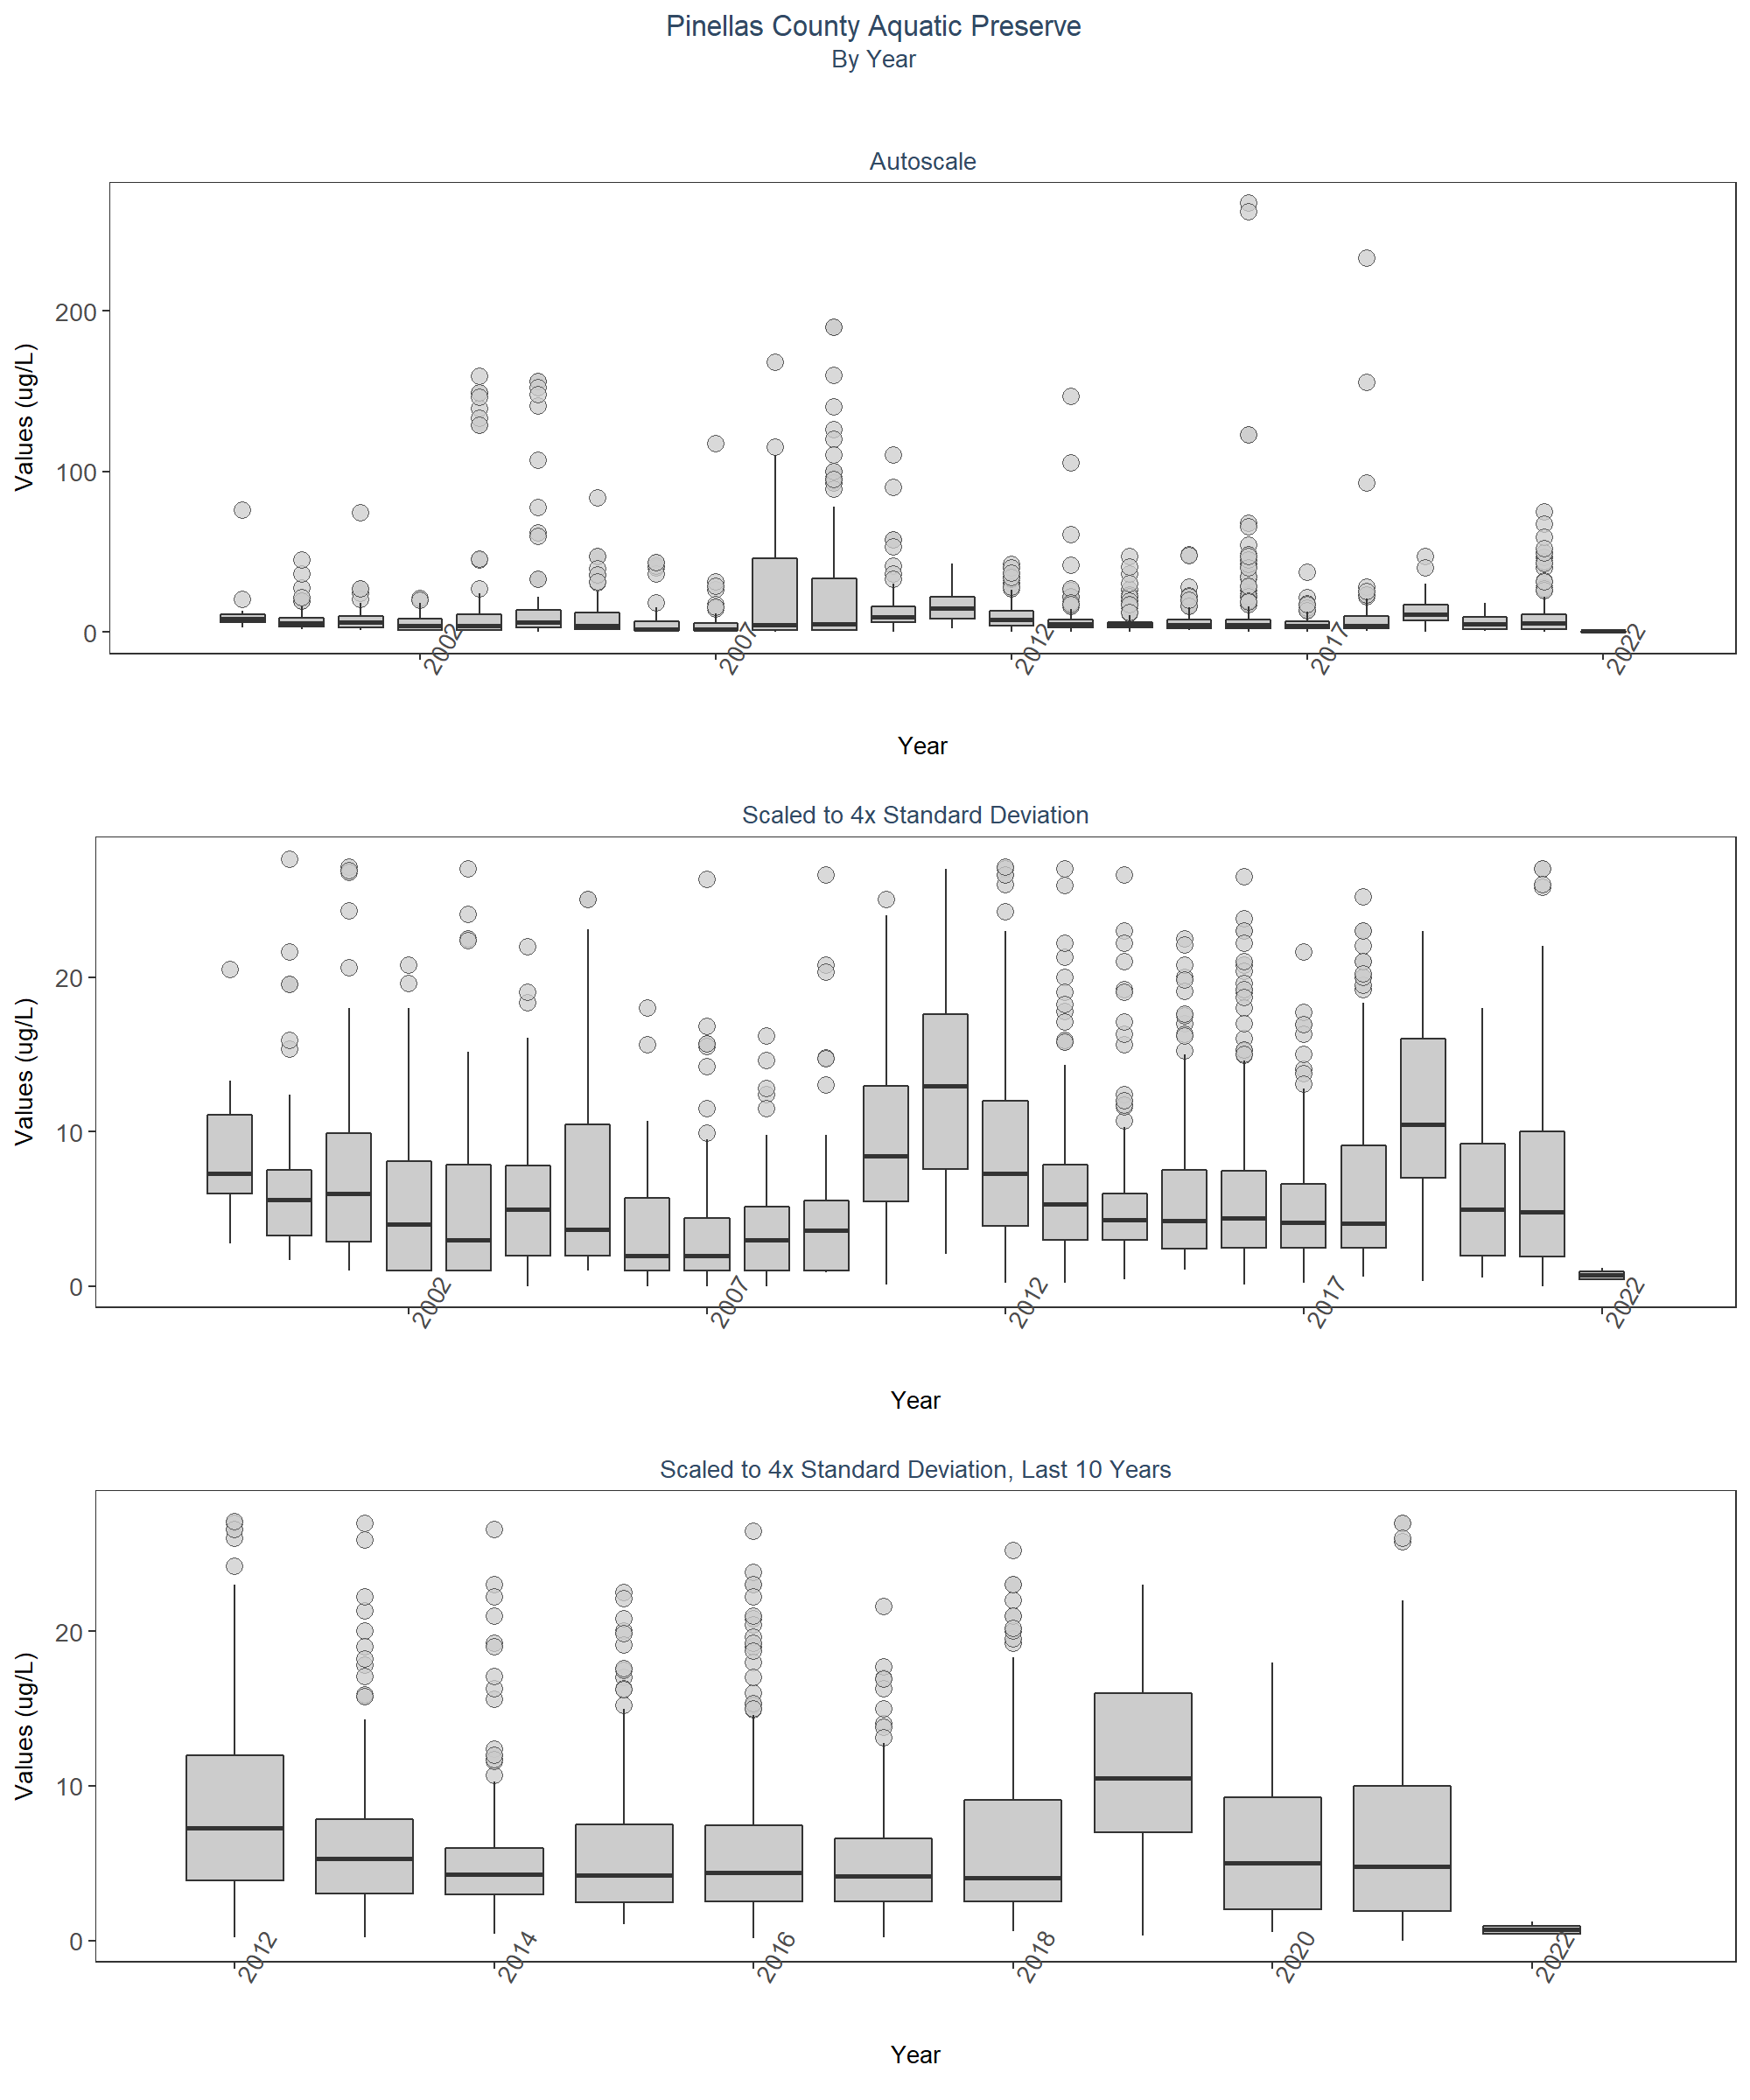 Pinellas County Aquatic Preserve
By Year
Autoscale
Values (ug/L)
200
100
0
2002 2007 2012 2017 2022
Year
Scaled to 4x Standard Deviation
Values (ug/L)
20
10
0
2002 2007 2012 2017 2022
Year
Scaled to 4x Standard Deviation, Last 10 Years
Values (ug/L)
20
10
0
2012 2014 2016 2018 2020 2022
Year